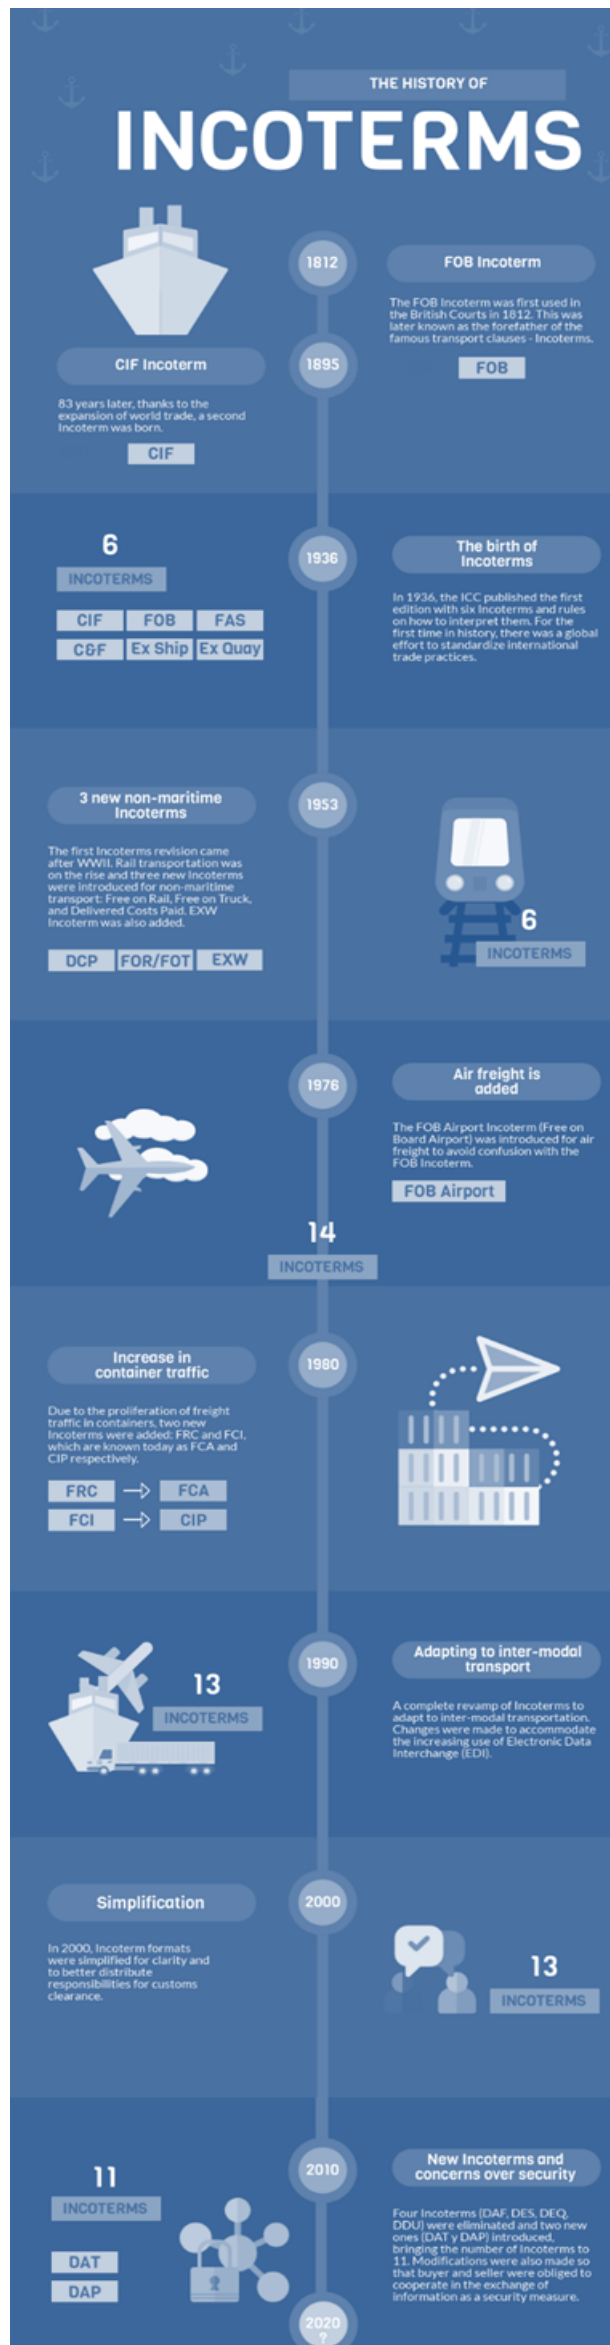 THE HISTORY OF
INCOTERMS
1812
FOB Incoterm
The FOB Incoterm was first used in
the British Courts in 1812. This was
later known as the forefather of the
famous transport clauses - Incoterms.
FOB
1895
CIF Incoterm
83 years later, thanks to the
expansion of world trade, a second
Incoterm was born.
CIF
6
INCOTERMS
CIF FOB FAS
C&F Ex Ship Ex Quay
1936
The birth of
Incoterms
In 1936, the ICC published the first
edition with six Incoterms and rules
on how to interpret them. For the
first time in history, there was a global
effort to standardize international
trade practices.
3 new non-maritime
Incoterms
1953
The first Incoterms revision came
after WWII. Rail transportation was
on the rise and three new Incoterms
were introduced for non-maritime
transport: Free on Rail, Free on Truck,
and Delivered Costs Paid. EXW
Incoterm was also added.
DCP FOR/FOT EXW
6
INCOTERMS
1976
Air freight is
added
The FOB Airport Incoterm (Free on
Board Airport) was introduced for air
freight to avoid confusion with the
FOB Incoterm.
FOB Airport
14
INCOTERMS
Increase in
container traffic
1980
Due to the proliferation of freight
traffic in containers, two new
Incoterms were added: FRC and FCI,
which are known today as FCA and
CIP respectively.
FRC → FCA
FCI → CIP
13
INCOTERMS
1990
Adapting to inter-modal
transport
A complete revamp of Incoterms to
adapt to inter-modal transportation.
Changes were made to accommodate
the increasing use of Electronic Data
Interchange (EDI).
Simplification
2000
In 2000, Incoterm formats
were simplified for clarity and
to better distribute
responsibilities for customs
clearance.
13
INCOTERMS
11
INCOTERMS
DAT
DAP
2010
New Incoterms and
concerns over security
Four Incoterms (DAF, DES, DEQ,
DDU) were eliminated and two new
ones (DAT y DAP) introduced,
bringing the number of Incoterms to
11. Modifications were also made so
that buyer and seller were obliged to
cooperate in the exchange of
information as a security measure.
2020
?